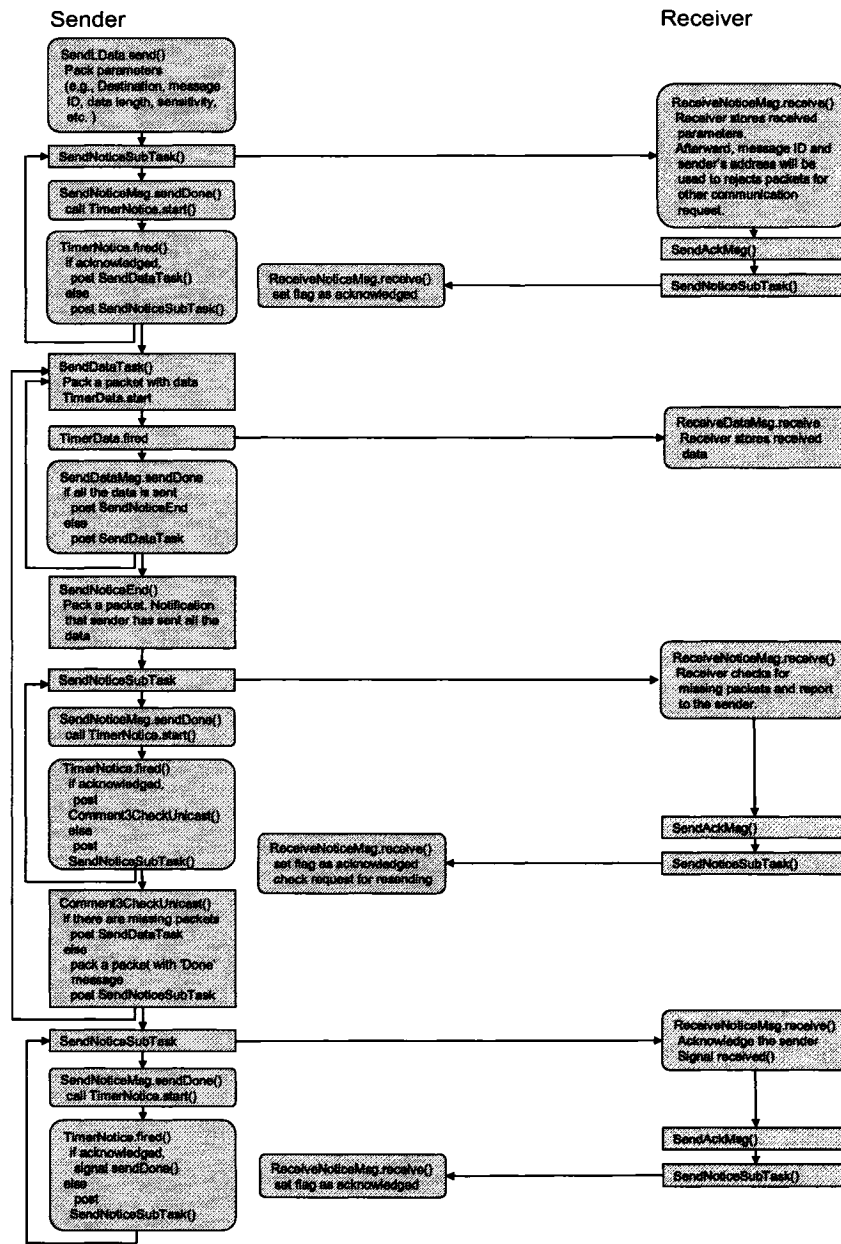 Sender
Receiver
SendLData.send()
Pack parameters
(e.g., Destination, message
ID, data length, sensitivity,
etc. )
SendNoticeSubTask()
SendNoticeMsg.sendDone()
call TimerNotice.start()
TimerNotice.fired()
if acknowledged,
post SendDataTask()
else
post SendNoticeSubTask()
ReceiveNoticeMsg.receive()
Receiver stores received
parameters.
Afterward, message ID and
sender's address will be
used to rejects packets for
other communication
request.
SendAckMsg()
SendNoticeSubTask()
ReceiveNoticeMsg.receive()
set flag as acknowledged
SendDataTask()
Pack a packet with data
TimerData.start
TimerData.fired
ReceiveDataMsg.receive
Receiver stores received
data
SendDataMsg.sendDone
if all the data is sent
post SendNoticeEnd
else
post SendDataTask
SendNoticeEnd()
Pack a packet. Notification
that sender has sent all the
data
SendNoticeSubTask
ReceiveNoticeMsg.receive()
Receiver checks for
missing packets and report
to the sender.
SendNoticeMsg.sendDone()
call TimerNotice.start()
TimerNotice.fired()
if acknowledged,
post
Comment3CheckUnicast()
else
post
SendNoticeSubTask()
SendAckMsg()
SendNoticeSubTask()
ReceiveNoticeMsg.receive()
set flag as acknowledged
check request for resending
Comment3CheckUnicast()
if there are missing packets
post SendDataTask
else
pack a packet with 'Done'
message
post SendNoticeSubTask
SendNoticeSubTask
ReceiveNoticeMsg.receive()
Acknowledge the sender
Signal received()
SendNoticeMsg.sendDone()
call TimerNotice.start()
TimerNotice.fired()
if acknowledged,
signal sendDone()
else
post
SendNoticeSubTask()
SendAckMsg()
SendNoticeSubTask()
ReceiveNoticeMsg.receive()
set flag as acknowledged